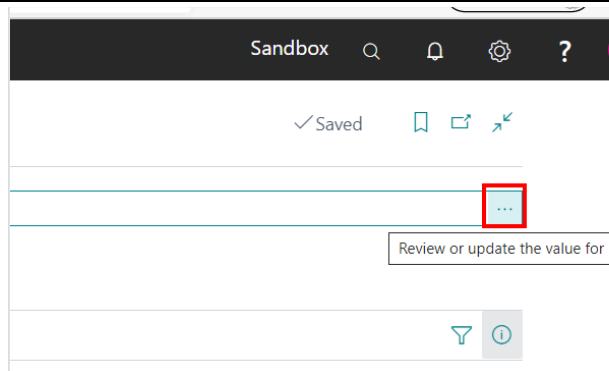 Sandbox
?
Saved
...
Review or update the value for